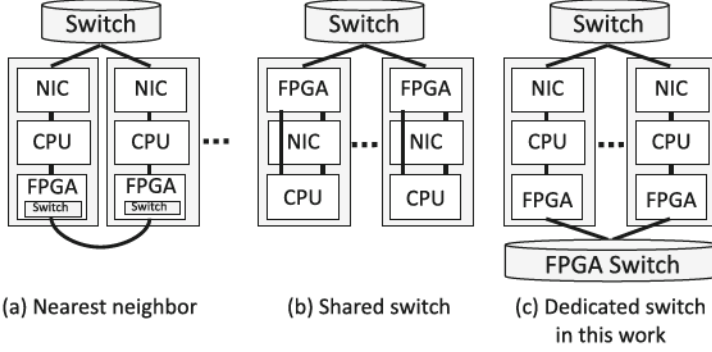 Switch
NIC
CPU
FPGA
Switch
NIC
CPU
FPGA
Switch
...
(a) Nearest neighbor
Switch
FPGA
NIC
CPU
...
FPGA
NIC
CPU
(b) Shared switch
Switch
NIC
CPU
FPGA
...
NIC
CPU
FPGA
FPGA Switch
(c) Dedicated switch
in this work